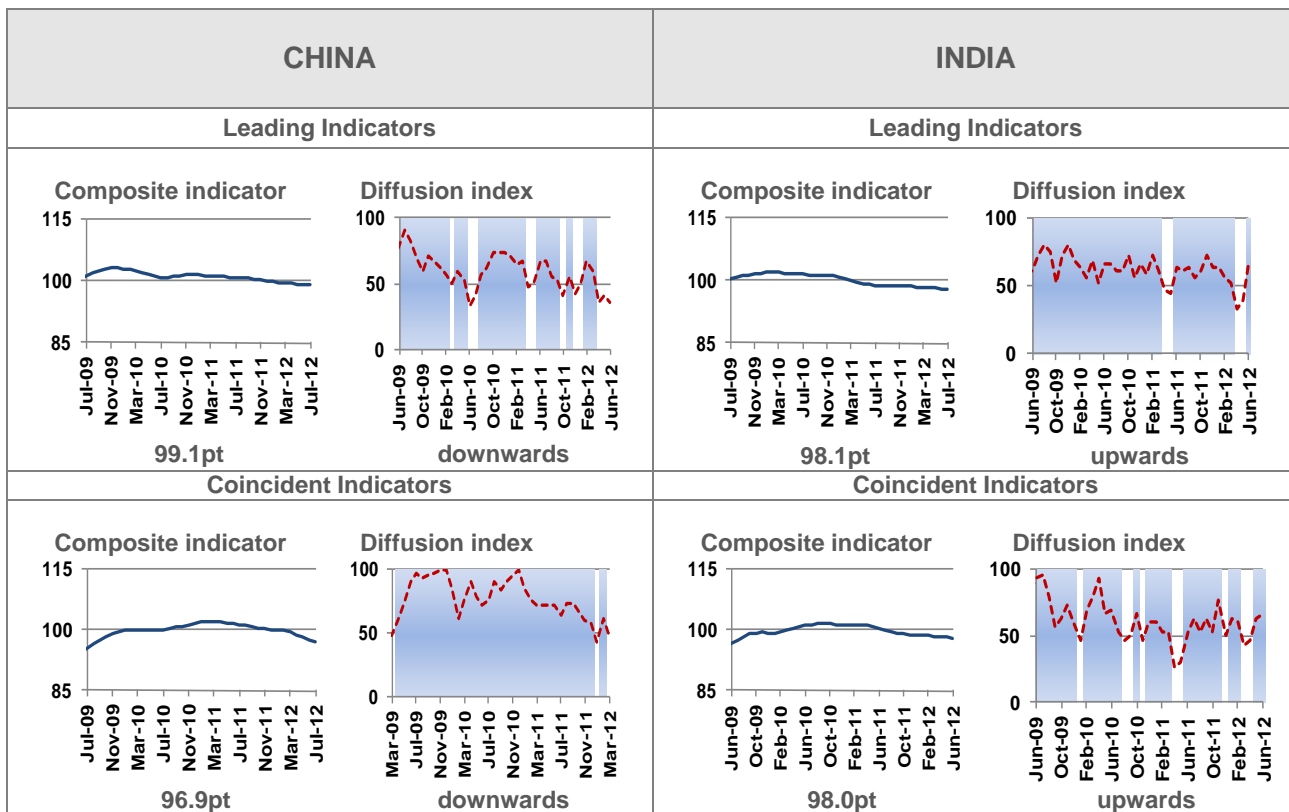 CHINA
INDIA
Leading Indicators
Leading Indicators
Composite indicator
115
100
85
Jul-09
Nov-09
Mar-10
Jul-10
Nov-10
Mar-11
Jul-11
Nov-11
Mar-12
Jul-12
99.1pt
Diffusion index
100
50
0
Jun-09
Oct-09
Feb-10
Jun-10
Oct-10
Feb-11
Jun-11
Oct-11
Feb-12
Jun-12
downwards
Composite indicator
115
100
85
Jul-09
Nov-09
Mar-10
Jul-10
Nov-10
Mar-11
Jul-11
Nov-11
Mar-12
Jul-12
98.1pt
Diffusion index
100
50
0
Jun-09
Oct-09
Feb-10
Jun-10
Oct-10
Feb-11
Jun-11
Oct-11
Feb-12
Jun-12
upwards
Coincident Indicators
Coincident Indicators
Composite indicator
115
100
85
Jul-09
Nov-09
Mar-10
Jul-10
Nov-10
Mar-11
Jul-11
Nov-11
Mar-12
Jul-12
96.9pt
Diffusion index
100
50
0
Mar-09
Jul-09
Nov-09
Mar-10
Jul-10
Nov-10
Mar-11
Jul-11
Nov-11
Mar-12
downwards
Composite indicator
115
100
85
Jun-09
Oct-09
Feb-10
Jun-10
Oct-10
Feb-11
Jun-11
Oct-11
Feb-12
Jun-12
98.0pt
Diffusion index
100
50
0
Jun-09
Oct-09
Feb-10
Jun-10
Oct-10
Feb-11
Jun-11
Oct-11
Feb-12
Jun-12
upwards